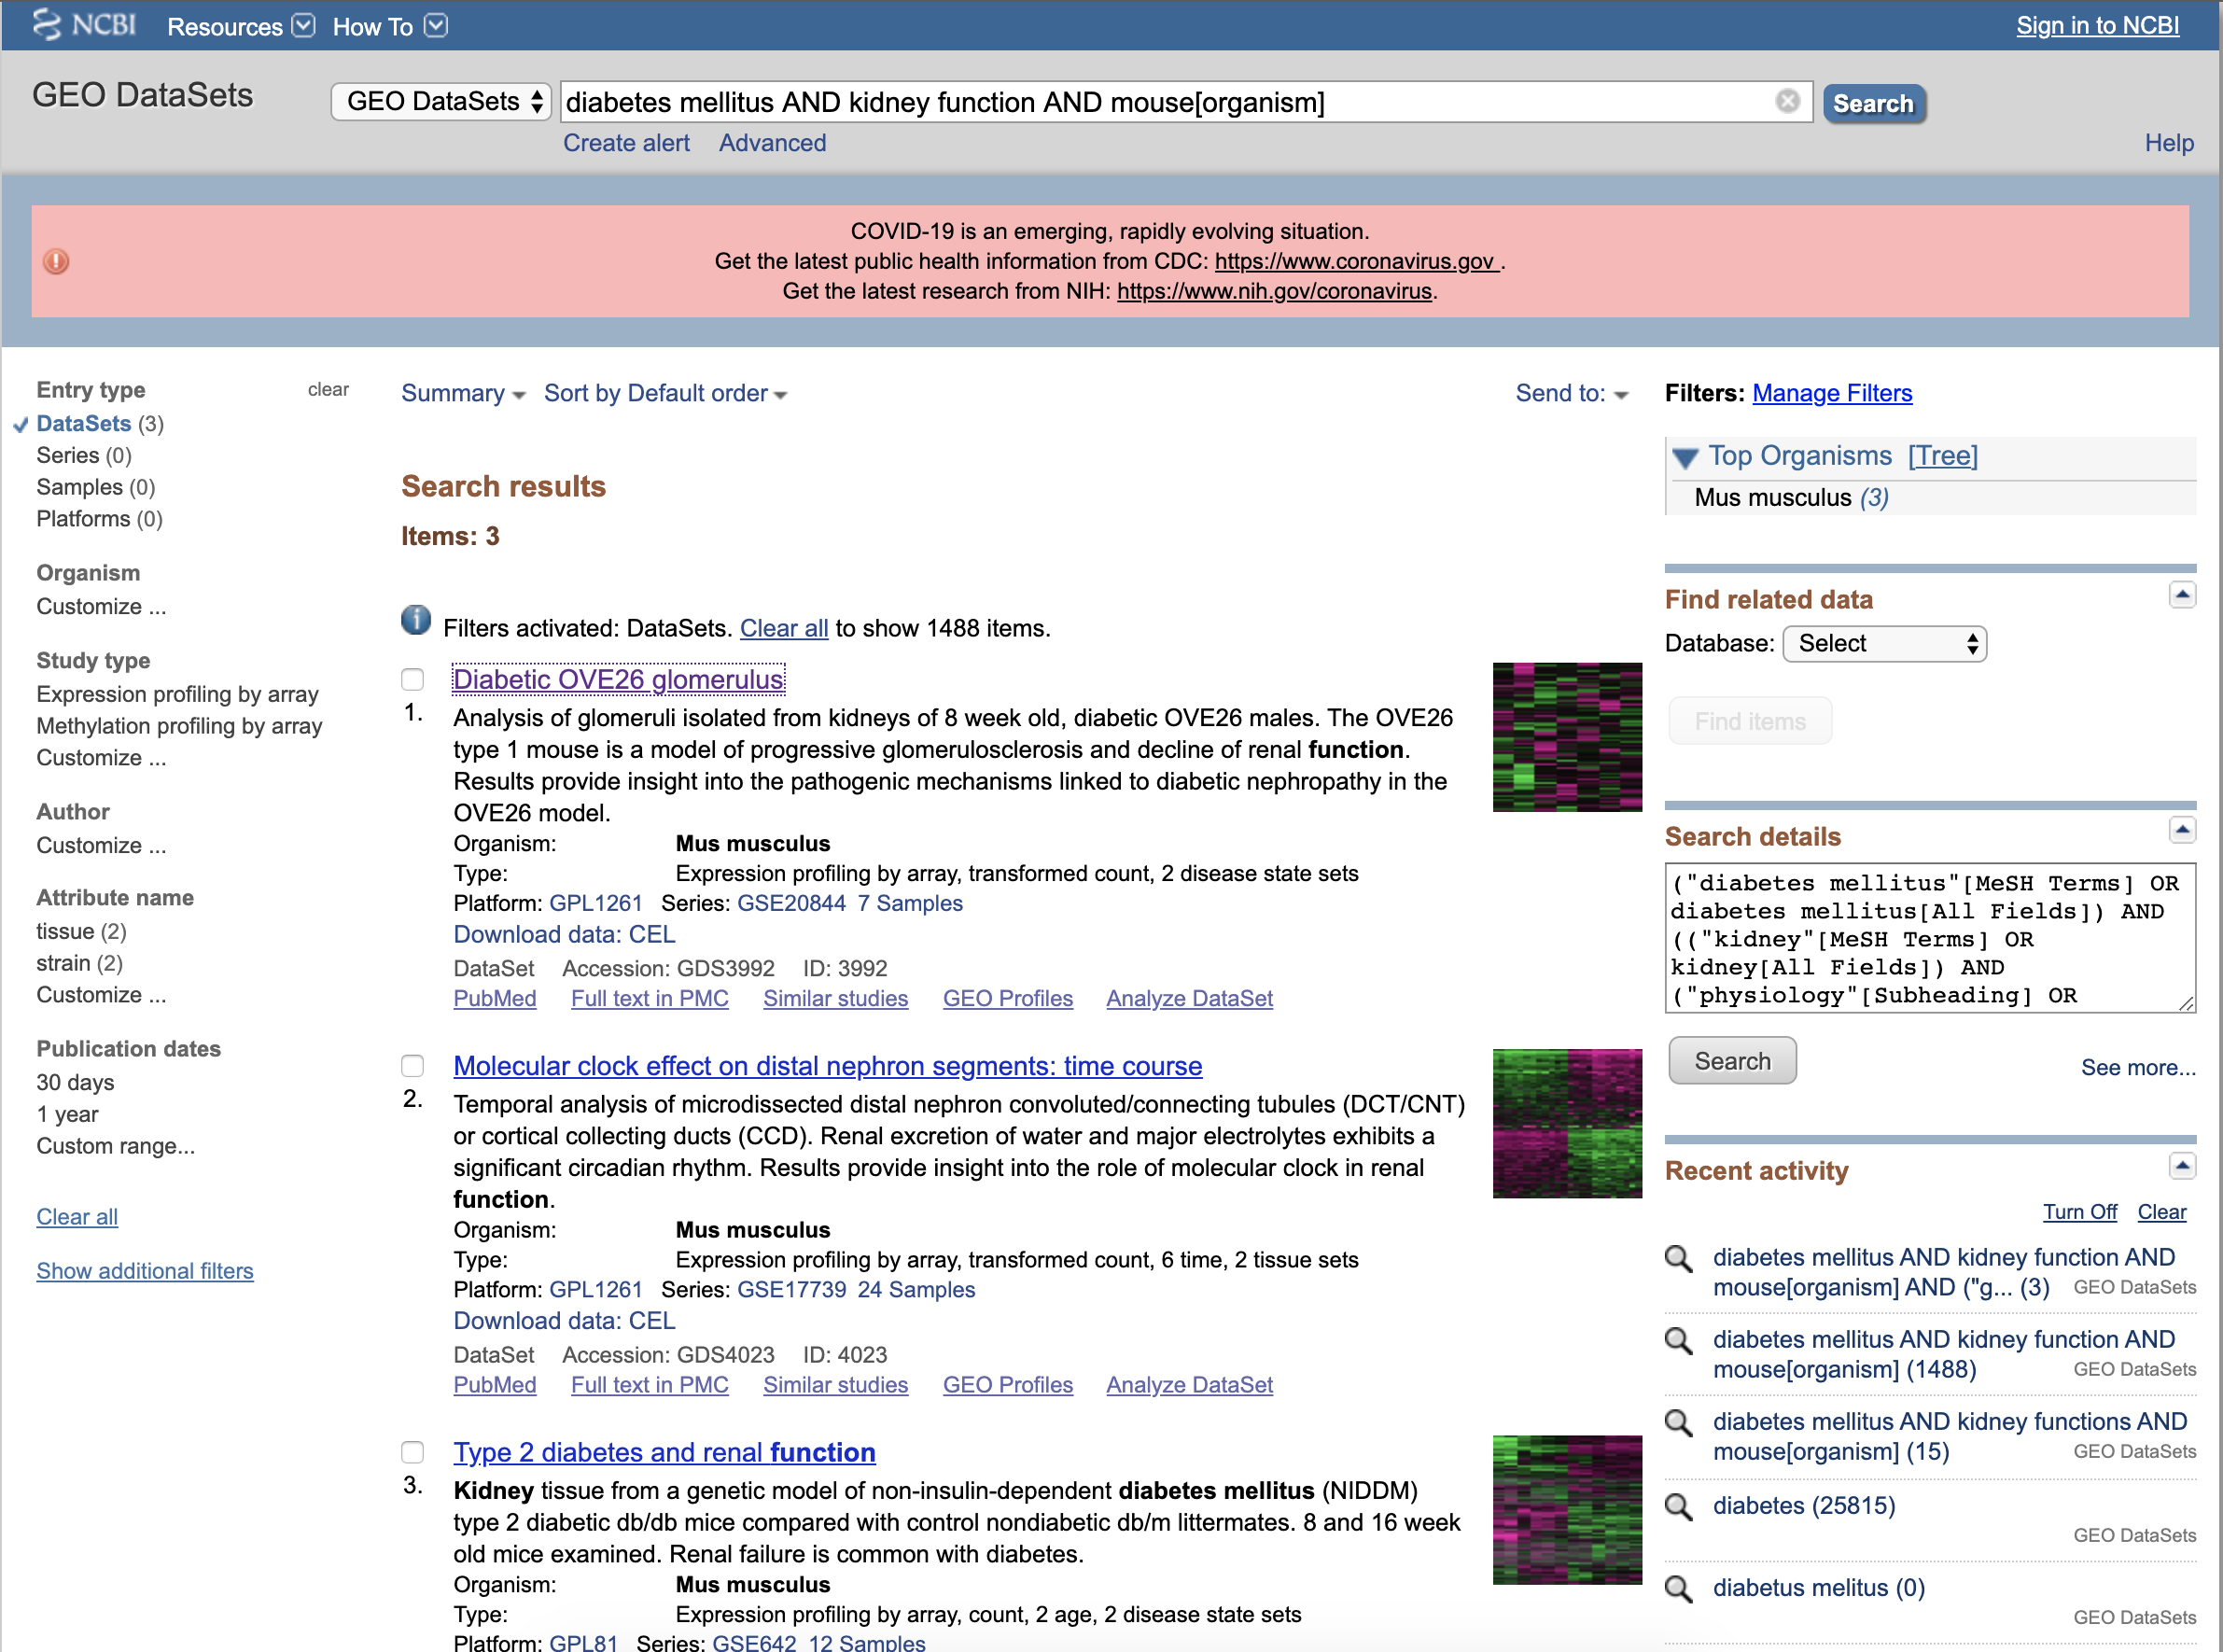 NCBI Resources How To Sign in to NCBI
GEO DataSets
GEO DataSets diabetes mellitus AND kidney function AND mouse[organism] Search
Create alert Advanced Help
COVID-19 is an emerging, rapidly evolving situation.
Get the latest public health information from CDC: https://www.coronavirus.gov .
Get the latest research from NIH: https://www.nih.gov/coronavirus.
Entry type clear
DataSets (3)
Series (0)
Samples (0)
Platforms (0)
Organism
Customize ...
Study type
Expression profiling by array
Methylation profiling by array
Customize ...
Author
Customize ...
Attribute name
tissue (2)
strain (2)
Customize ...
Publication dates
30 days
1 year
Custom range...
Clear all
Show additional filters
Summary Sort by Default order Send to:
Search results
Items: 3
Filters activated: DataSets. Clear all to show 1488 items.
Diabetic OVE26 glomerulus
1.
Analysis of glomeruli isolated from kidneys of 8 week old, diabetic OVE26 males. The OVE26
type 1 mouse is a model of progressive glomerulosclerosis and decline of renal function.
Results provide insight into the pathogenic mechanisms linked to diabetic nephropathy in the
OVE26 model.
Organism: Mus musculus
Type: Expression profiling by array, transformed count, 2 disease state sets
Platform: GPL1261 Series: GSE20844 7 Samples
Download data: CEL
DataSet Accession: GDS3992 ID: 3992
PubMed Full text in PMC Similar studies GEO Profiles Analyze DataSet
Molecular clock effect on distal nephron segments: time course
2.
Temporal analysis of microdissected distal nephron convoluted/connecting tubules (DCT/CNT)
or cortical collecting ducts (CCD). Renal excretion of water and major electrolytes exhibits a
significant circadian rhythm. Results provide insight into the role of molecular clock in renal
function.
Organism: Mus musculus
Type: Expression profiling by array, transformed count, 6 time, 2 tissue sets
Platform: GPL1261 Series: GSE17739 24 Samples
Download data: CEL
DataSet Accession: GDS4023 ID: 4023
PubMed Full text in PMC Similar studies GEO Profiles Analyze DataSet
Type 2 diabetes and renal function
3.
Kidney tissue from a genetic model of non-insulin-dependent diabetes mellitus (NIDDM)
type 2 diabetic db/db mice compared with control nondiabetic db/m littermates. 8 and 16 week
old mice examined. Renal failure is common with diabetes.
Organism: Mus musculus
Type: Expression profiling by array, count, 2 age, 2 disease state sets
Platform: GPL81 Series: GSE642 12 Samples
Filters: Manage Filters
Top Organisms [Tree]
Mus musculus (3)
Find related data
Database: Select
Find items
Search details
("diabetes mellitus"[MeSH Terms] OR
diabetes mellitus[All Fields]) AND
(("kidney"[MeSH Terms] OR
kidney[All Fields]) AND
("physiology"[Subheading] OR
Search See more...
Recent activity
Turn Off Clear
diabetes mellitus AND kidney function AND
mouse[organism] AND ("g... (3) GEO DataSets
diabetes mellitus AND kidney function AND
mouse[organism] (1488) GEO DataSets
diabetes mellitus AND kidney functions AND
mouse[organism] (15) GEO DataSets
diabetes (25815)
GEO DataSets
diabetus melitus (0)
GEO DataSets